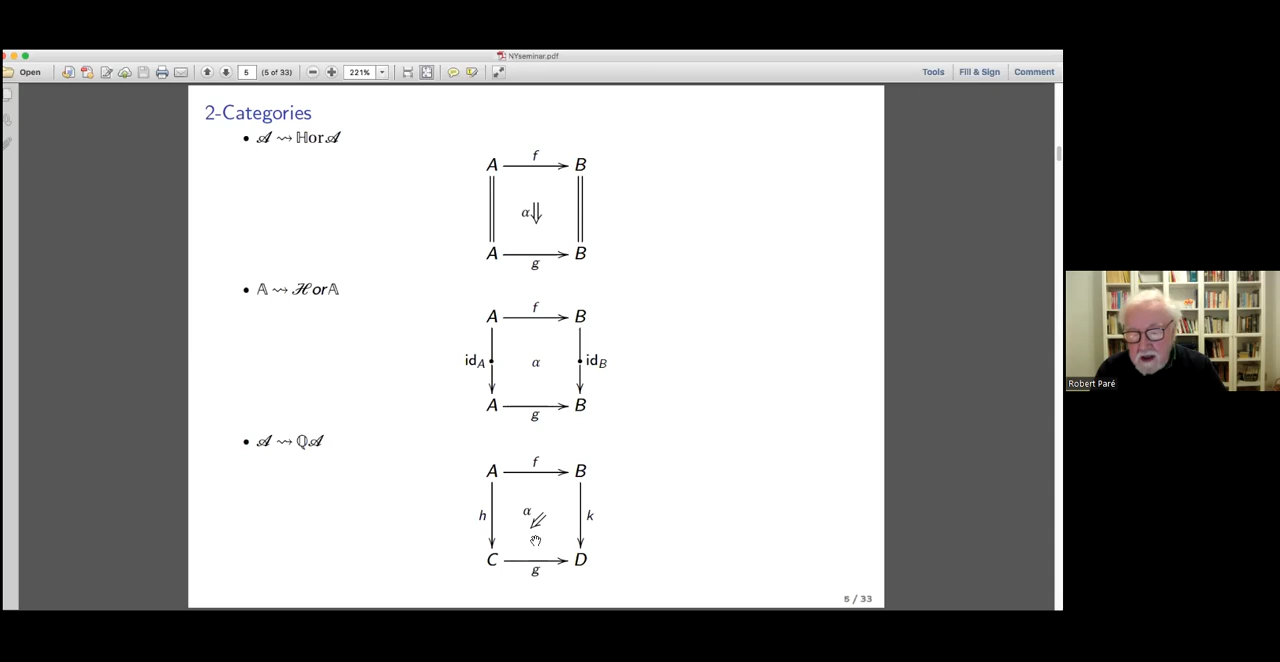 NYseminar.pdf
Open
5 (5 of 33)
221%
Tools Fill & Sign Comment
2-Categories
• 𝒜 ⇝ ℍor𝒜
A f B
α⇓
A g B
• 𝔸 ⇝ ℋor𝔸
A f B
id_A α id_B
A g B
• 𝒜 ⇝ ℚ𝒜
A f B
h α k
C g D
5 / 33
Robert Paré